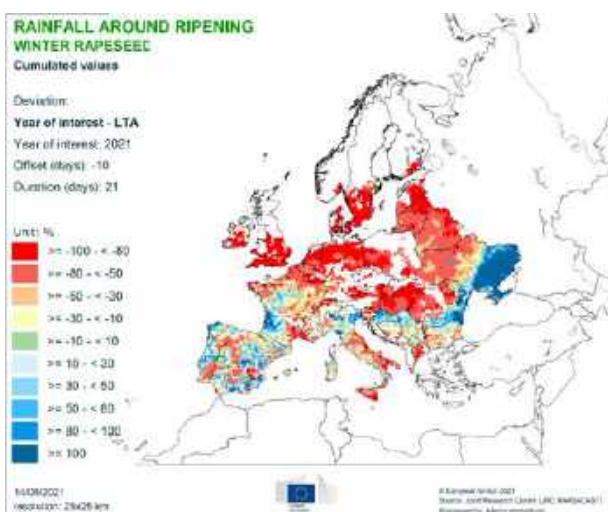 RAINFALL AROUND RIPENING
WINTER RAPESEED
Cumulated values
Deviation:
Year of interest - LTA
Year of interest: 2021
Offset (days): -10
Duration (days): 21
Unit: %
>= -100 - < -80
>= -80 - < -50
>= -50 - < -30
>= -30 - < -10
>= -10 - < 10
>= 10 - < 30
>= 30 - < 50
>= 50 - < 80
>= 80 - < 100
>= 100
resolution: 25x25 km
© European Union 2021
Source: Joint Research Centre